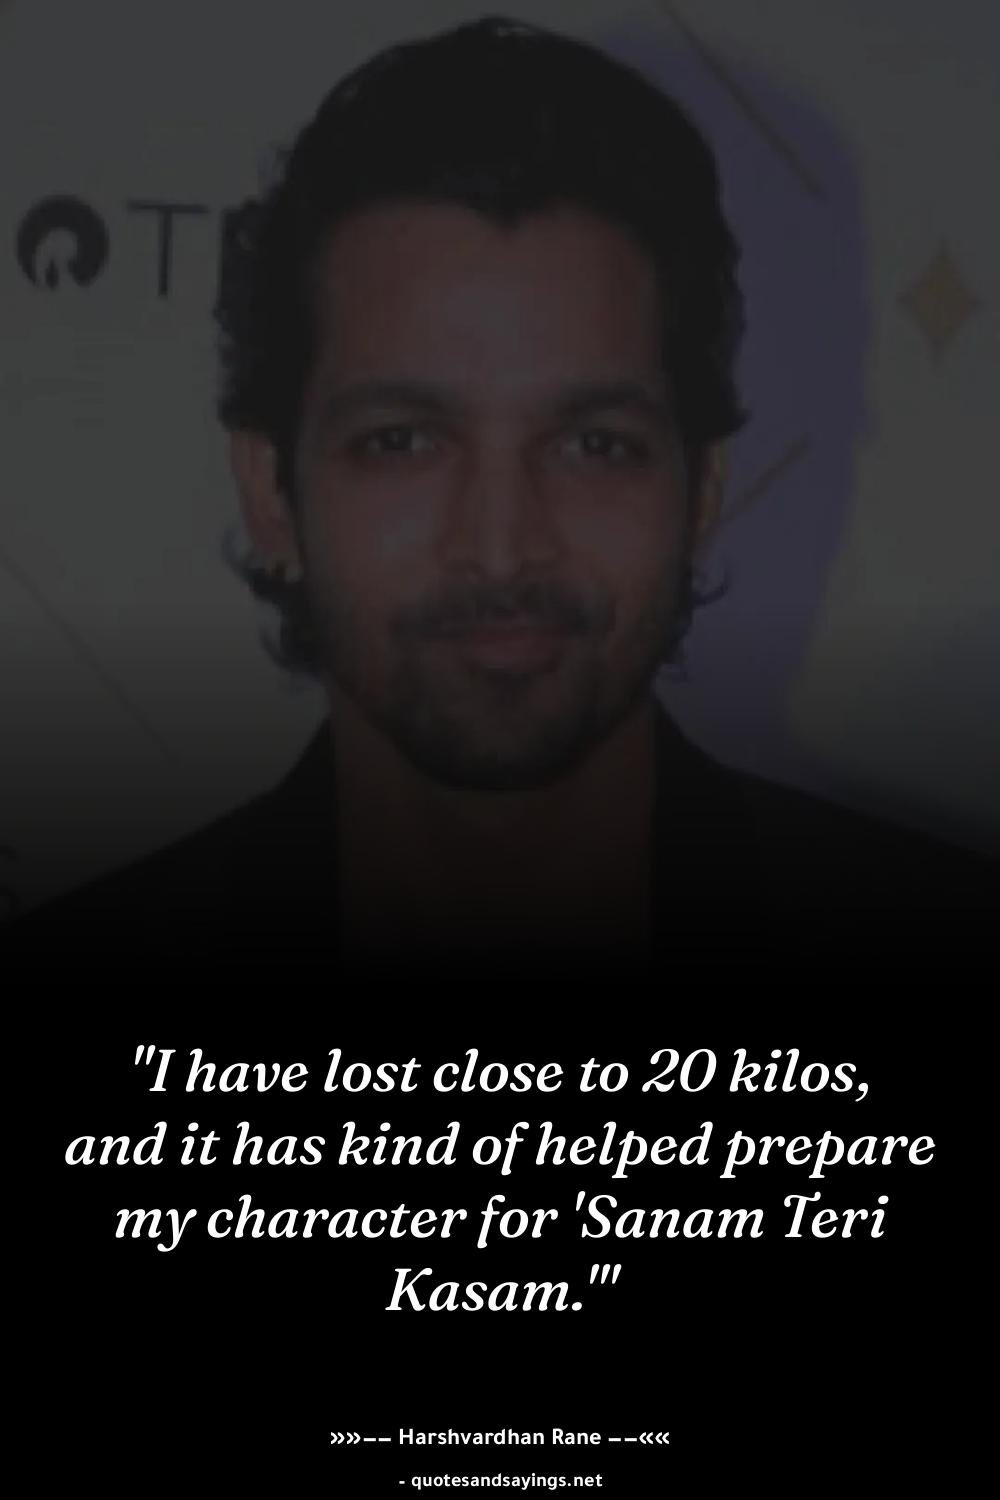 T
"I have lost close to 20 kilos,
and it has kind of helped prepare
my character for 'Sanam Teri
Kasam.'"
»»−− Harshvardhan Rane −−««
- quotesandsayings.net